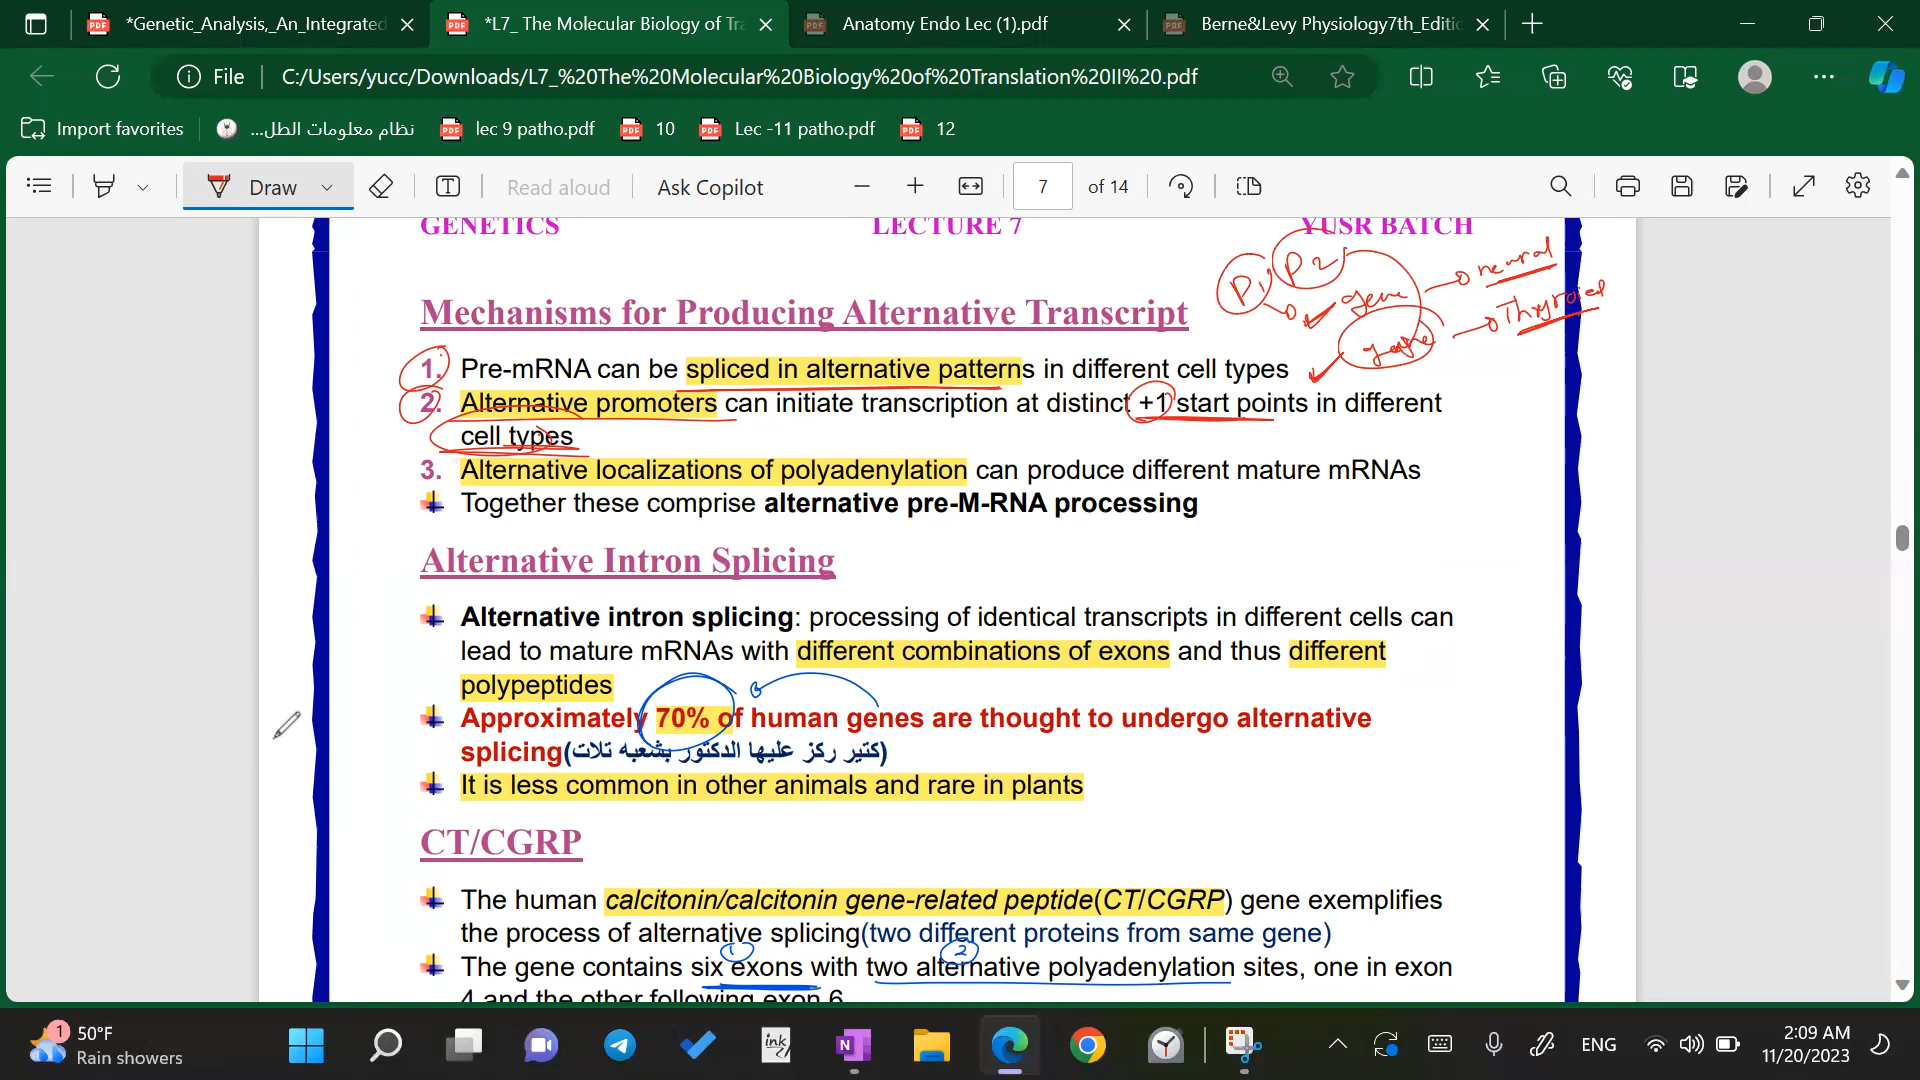 *Genetic_Analysis,_An_Integrated
*L7_ The Molecular Biology of Tra
Anatomy Endo Lec (1).pdf
Berne&Levy Physiology7th_Editio
File
C:/Users/yucc/Downloads/L7_%20The%20Molecular%20Biology%20of%20Translation%20II%20.pdf
Import favorites
نظام معلومات الطل...
lec 9 patho.pdf
10
Lec -11 patho.pdf
12
Draw
Read aloud
Ask Copilot
7
of 14
GENETICS LECTURE 7 YUSR BATCH
P1 P2 gene neural
gene Thyroied
Mechanisms for Producing Alternative Transcript
1. Pre-mRNA can be spliced in alternative patterns in different cell types
2. Alternative promoters can initiate transcription at distinct +1 start points in different
cell types
3. Alternative localizations of polyadenylation can produce different mature mRNAs
Together these comprise alternative pre-M-RNA processing
Alternative Intron Splicing
Alternative intron splicing: processing of identical transcripts in different cells can
lead to mature mRNAs with different combinations of exons and thus different
polypeptides
Approximately 70% of human genes are thought to undergo alternative
splicing(كتير ركز عليها الدكتور بشعبه تلات)
It is less common in other animals and rare in plants
CT/CGRP
The human calcitonin/calcitonin gene-related peptide(CT/CGRP) gene exemplifies
the process of alternative splicing(two different proteins from same gene)
1 2
The gene contains six exons with two alternative polyadenylation sites, one in exon
4 and the other following exon 6
1
50°F
Rain showers
ink
N
ENG
2:09 AM
11/20/2023